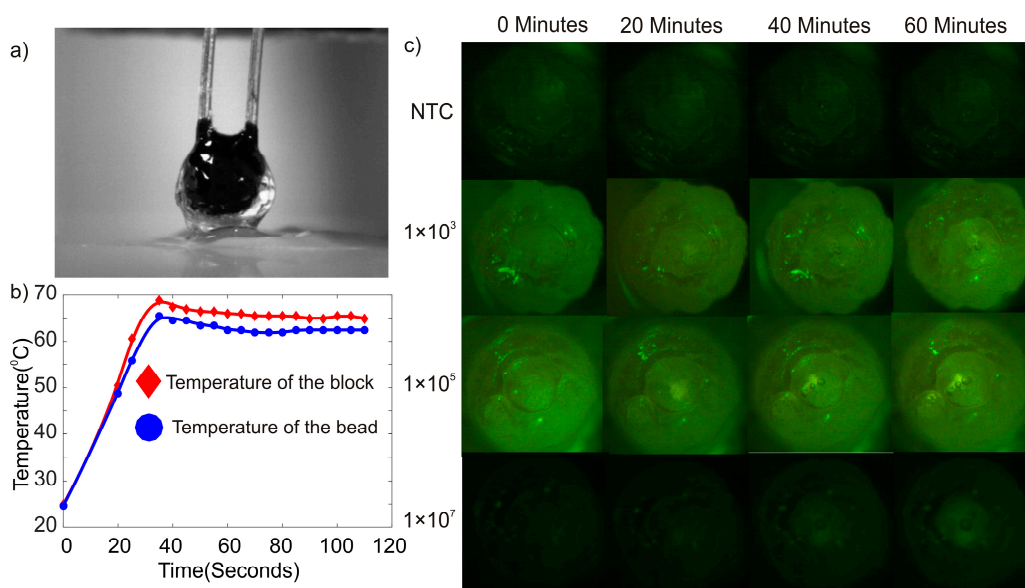 a)
b)
70
60
50
40
30
20
Temperature(⁰C)
Temperature of the block
Temperature of the bead
0 20 40 60 80 100 120
Time(Seconds)
c)
0 Minutes 20 Minutes 40 Minutes 60 Minutes
NTC
1×10³
1×10⁵
1×10⁷